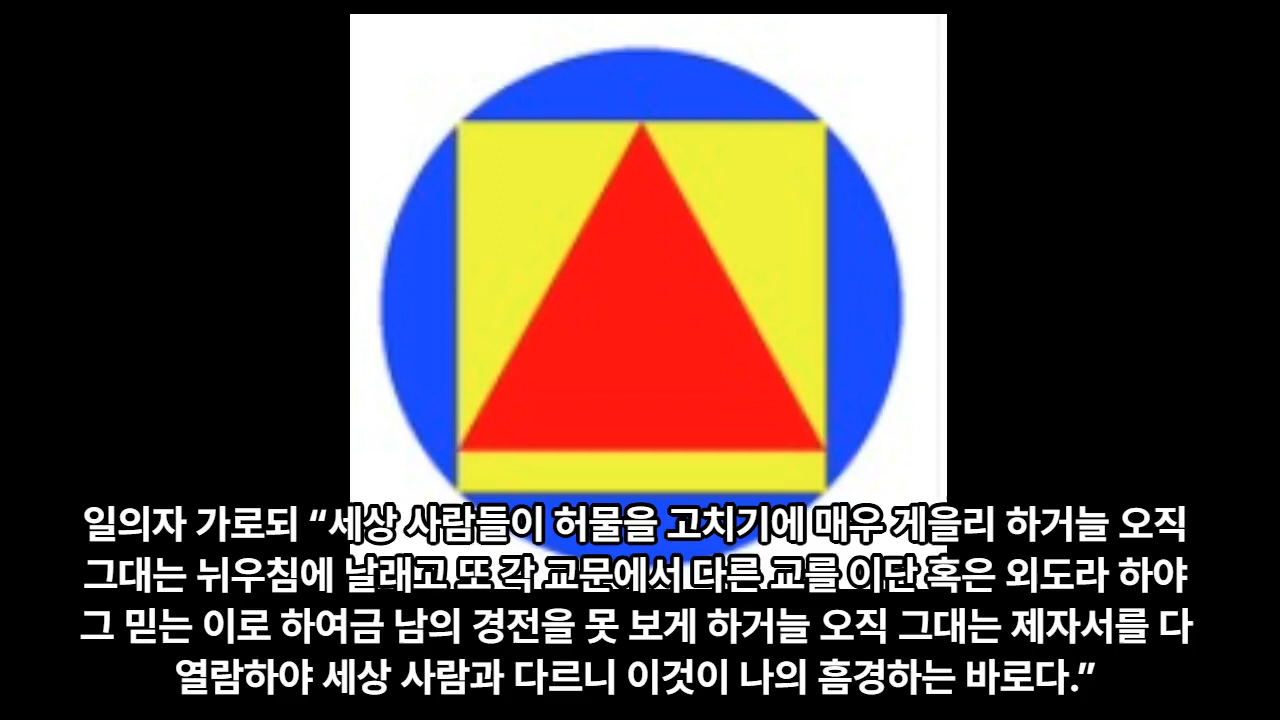 일의자 가로되 “세상 사람들이 허물을 고치기에 매우 게을리 하거늘 오직
그대는 뉘우침에 날래고 또 각 교문에서 다른 교를 이단 혹은 외도라 하야
그 믿는 이로 하여금 남의 경전을 못 보게 하거늘 오직 그대는 제자서를 다
열람하야 세상 사람과 다르니 이것이 나의 흠경하는 바로다.”